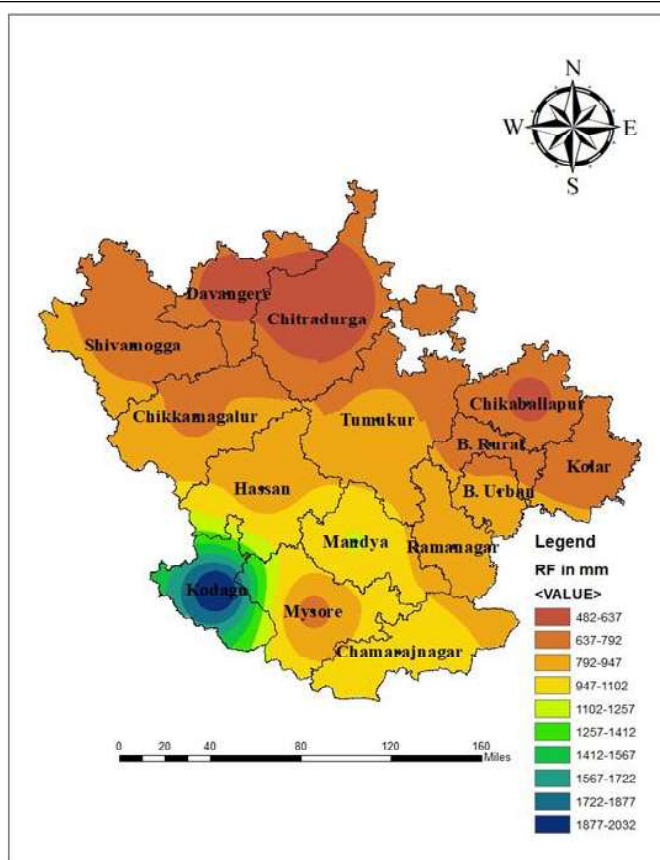 N
W E
S
Davangere
Chitradurga
Shivamogga
Chikkamagalur
Tumukur
Chikaballapur
B. Rural
Kolar
Hassan
B. Urban
Mandya
Ramanagar
Kodagu
Mysore
Chamarajnagar
Legend
RF in mm
<VALUE>
482-637
637-792
792-947
947-1102
1102-1257
1257-1412
1412-1567
1567-1722
1722-1877
1877-2032
0 20 40 80 120 160
Miles